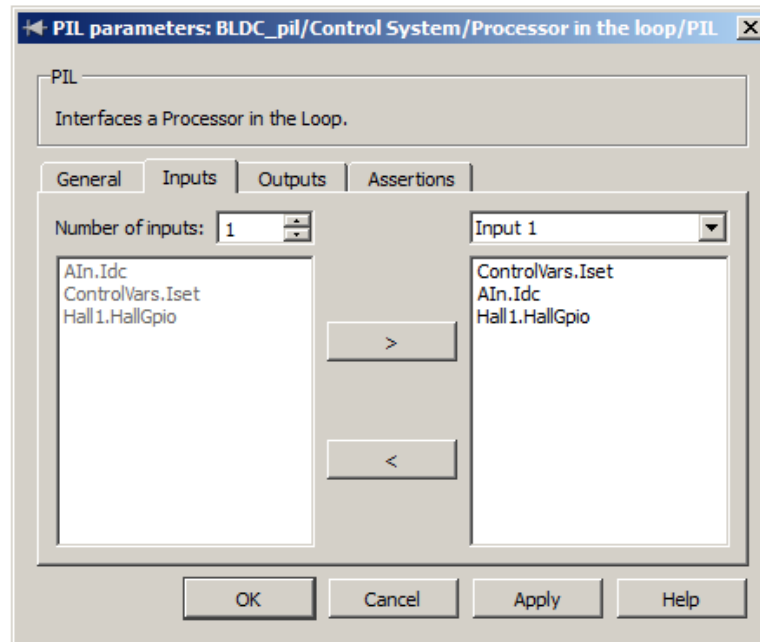 PIL parameters: BLDC_pil/Control System/Processor in the loop/PIL
PIL
Interfaces a Processor in the Loop.
General Inputs Outputs Assertions
Number of inputs: 1
Input 1
AIn.Idc
ControlVars.Iset
Hall1.HallGpio
>
<
ControlVars.Iset
AIn.Idc
Hall1.HallGpio
OK Cancel Apply Help